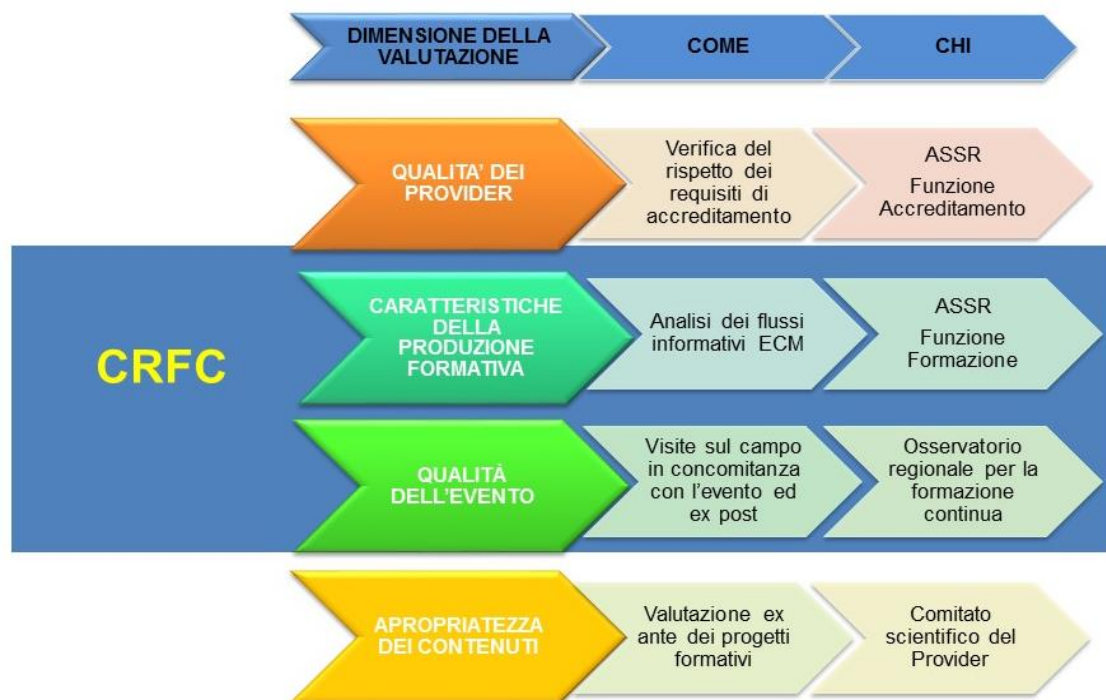 DIMENSIONE DELLA
VALUTAZIONE
COME
CHI
QUALITA' DEI
PROVIDER
Verifica del
rispetto dei
requisiti di
accreditamento
ASSR
Funzione
Accreditamento
CRFC
CARATTERISTICHE
DELLA
PRODUZIONE
FORMATIVA
Analisi dei flussi
informativi ECM
ASSR
Funzione
Formazione
QUALITÀ
DELL'EVENTO
Visite sul campo
in concomitanza
con l'evento ed
ex post
Osservatorio
regionale per la
formazione
continua
APROPRIATEZZA
DEI CONTENUTI
Valutazione ex
ante dei progetti
formativi
Comitato
scientifico del
Provider